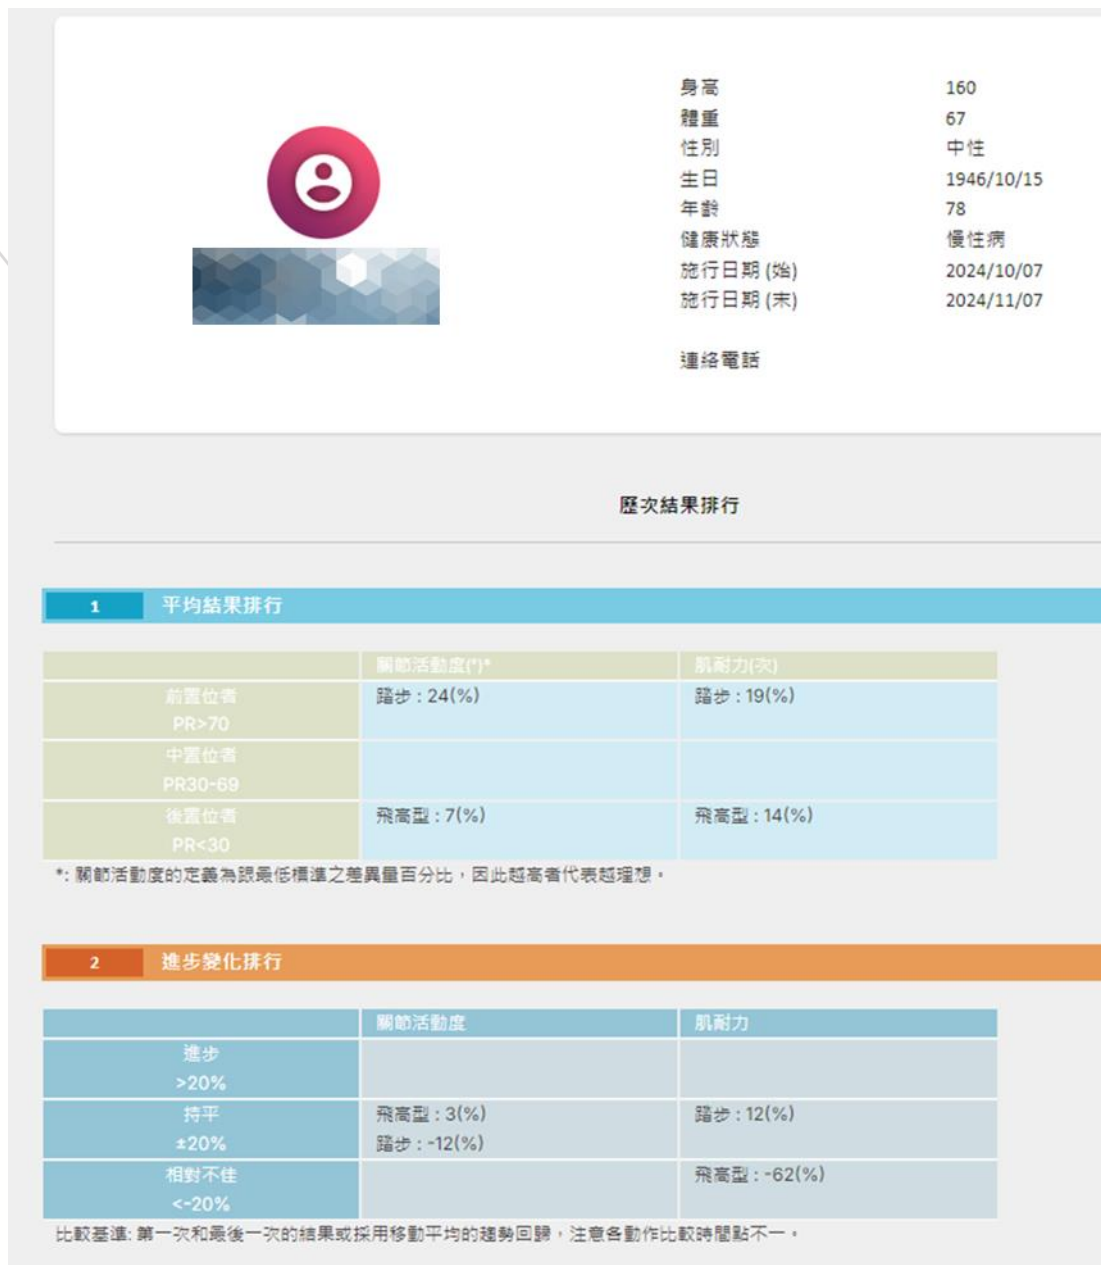 身高 160
體重 67
性別 中性
生日 1946/10/15
年齡 78
健康狀態 慢性病
施行日期 (始) 2024/10/07
施行日期 (末) 2024/11/07
連絡電話
歷次結果排行
1 平均結果排行
關節活動度(°)* 肌耐力(次)
前置位者 踏步 : 24(%) 踏步 : 19(%)
PR>70
中置位者
PR30-69
後置位者 飛高型 : 7(%) 飛高型 : 14(%)
PR<30
*: 關節活動度的定義為跟最低標準之差異量百分比，因此越高者代表越理想。
2 進步變化排行
關節活動度 肌耐力
進步
>20%
持平 飛高型 : 3(%) 踏步 : 12(%)
±20% 踏步 : -12(%)
相對不佳 飛高型 : -62(%)
<-20%
比較基準: 第一次和最後一次的結果或採用移動平均的趨勢回歸，注意各動作比較時間點不一。